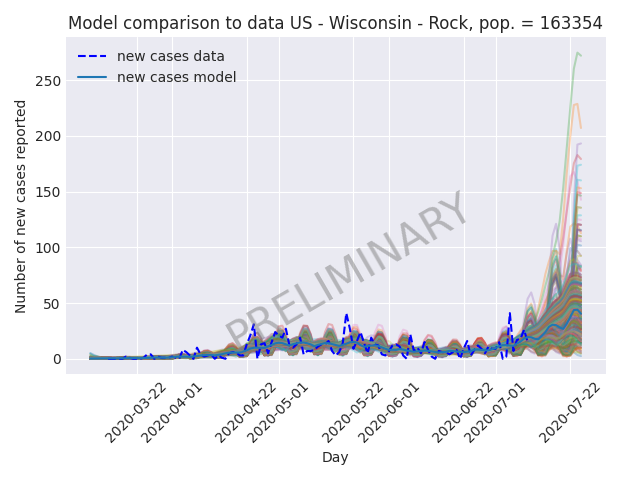 Model comparison to data US - Wisconsin - Rock, pop. = 163354
new cases data
new cases model
250
200
150
100
50
0
Number of new cases reported
PRELIMINARY
2020-03-22
2020-04-01
2020-04-22
2020-05-01
2020-05-22
2020-06-01
2020-06-22
2020-07-01
2020-07-22
Day